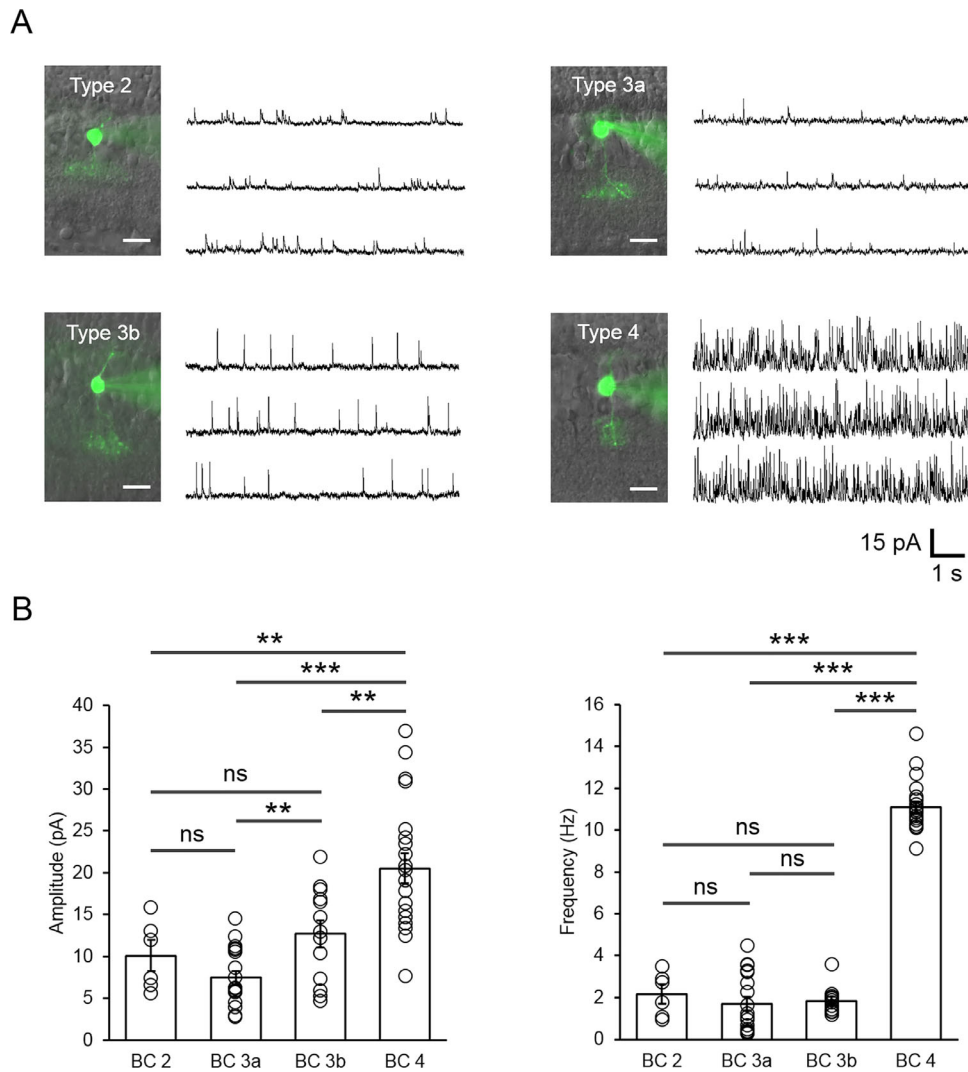 A
Type 2
Type 3a
Type 3b
Type 4
15 pA
1 s
B
**
***
**
ns
**
ns
40
35
30
25
20
15
10
5
0
Amplitude (pA)
BC 2 BC 3a BC 3b BC 4
***
***
***
ns
ns
ns
16
14
12
10
8
6
4
2
0
Frequency (Hz)
BC 2 BC 3a BC 3b BC 4